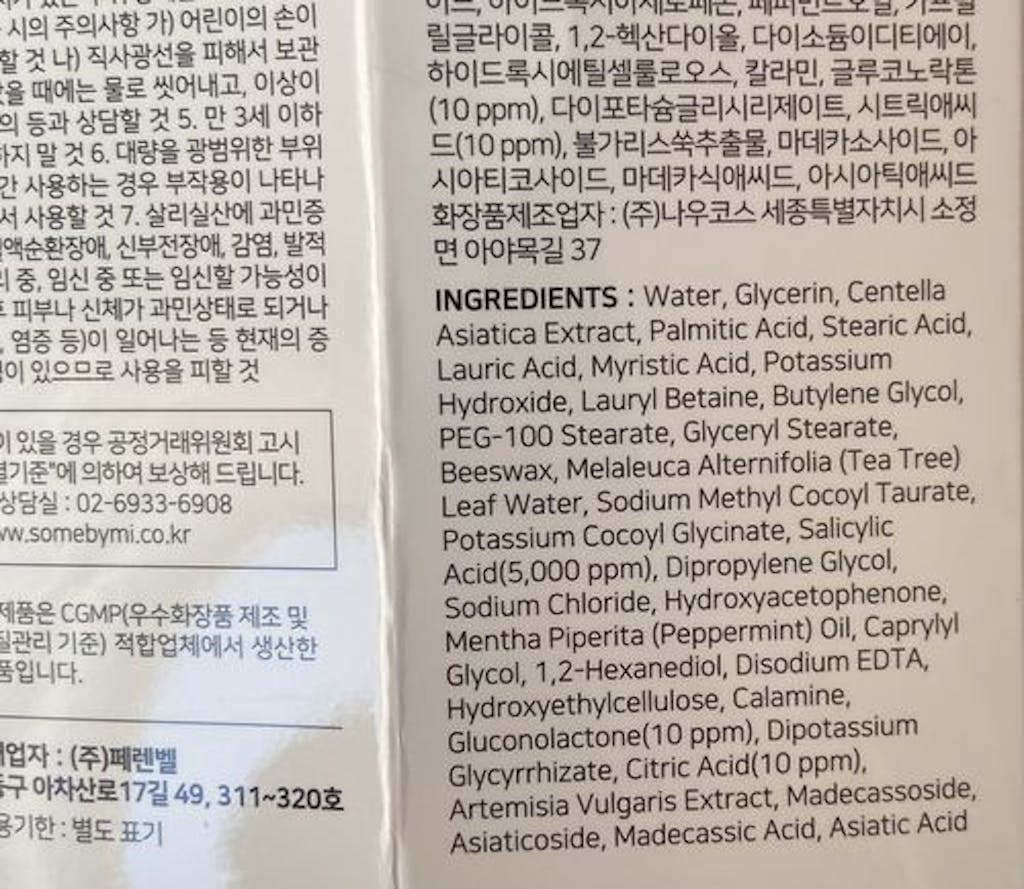 시의 주의사항 가) 어린이의 손이
할 것 나) 직사광선을 피해서 보관
을 때에는 물로 씻어내고, 이상이
의 등과 상담할 것 5. 만 3세 이하
하지 말 것 6. 대량을 광범위한 부위
간 사용하는 경우 부작용이 나타나
서 사용할 것 7. 살리실산에 과민증
액순환장애, 신부전장애, 감염, 발적
중, 임신 중 또는 임신할 가능성이
피부나 신체가 과민상태로 되거나
, 염증 등)이 일어나는 등 현재의 증
이 있으므로 사용을 피할 것
이 있을 경우 공정거래위원회 고시
결기준"에 의하여 보상해 드립니다.
상담실 : 02-6933-6908
ww.somebymi.co.kr
제품은 CGMP(우수화장품 제조 및
질관리 기준) 적합업체에서 생산한
품입니다.
업자 : (주)페렌벨
구 아차산로17길 49, 311~320호
용기한 : 별도 표기
이드, 하이드록시아세토페논, 페퍼민트오일, 카프릴
릴글라이콜, 1,2-헥산다이올, 다이소듐이디티에이,
하이드록시에틸셀룰로오스, 칼라민, 글루코노락톤
(10 ppm), 다이포타슘글리시리제이트, 시트릭애씨
드(10 ppm), 불가리스쑥추출물, 마데카소사이드, 아
시아티코사이드, 마데카식애씨드, 아시아틱애씨드
화장품제조업자 : (주)나우코스 세종특별자치시 소정
면 아야목길 37
INGREDIENTS : Water, Glycerin, Centella
Asiatica Extract, Palmitic Acid, Stearic Acid,
Lauric Acid, Myristic Acid, Potassium
Hydroxide, Lauryl Betaine, Butylene Glycol,
PEG-100 Stearate, Glyceryl Stearate,
Beeswax, Melaleuca Alternifolia (Tea Tree)
Leaf Water, Sodium Methyl Cocoyl Taurate,
Potassium Cocoyl Glycinate, Salicylic
Acid(5,000 ppm), Dipropylene Glycol,
Sodium Chloride, Hydroxyacetophenone,
Mentha Piperita (Peppermint) Oil, Caprylyl
Glycol, 1,2-Hexanediol, Disodium EDTA,
Hydroxyethylcellulose, Calamine,
Gluconolactone(10 ppm), Dipotassium
Glycyrrhizate, Citric Acid(10 ppm),
Artemisia Vulgaris Extract, Madecassoside,
Asiaticoside, Madecassic Acid, Asiatic Acid